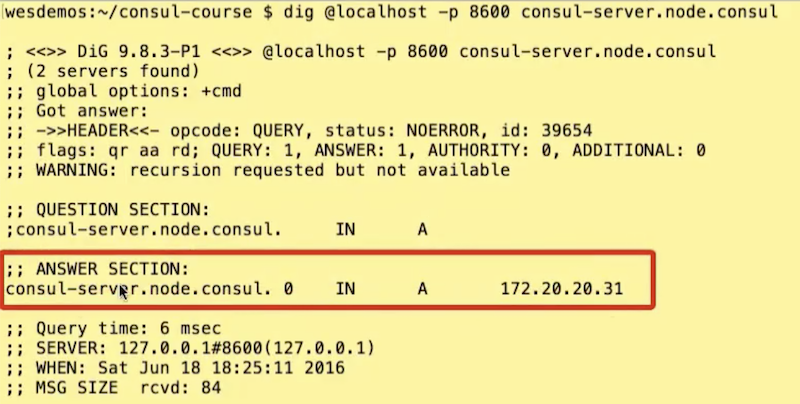 wesdemos:~/consul-course $ dig @localhost -p 8600 consul-server.node.consul
; <<>> DiG 9.8.3-P1 <<>> @localhost -p 8600 consul-server.node.consul
; (2 servers found)
;; global options: +cmd
;; Got answer:
;; ->>HEADER<<- opcode: QUERY, status: NOERROR, id: 39654
;; flags: qr aa rd; QUERY: 1, ANSWER: 1, AUTHORITY: 0, ADDITIONAL: 0
;; WARNING: recursion requested but not available
;; QUESTION SECTION:
;consul-server.node.consul. IN A
;; ANSWER SECTION:
consul-server.node.consul. 0 IN A 172.20.20.31
;; Query time: 6 msec
;; SERVER: 127.0.0.1#8600(127.0.0.1)
;; WHEN: Sat Jun 18 18:25:11 2016
;; MSG SIZE rcvd: 84